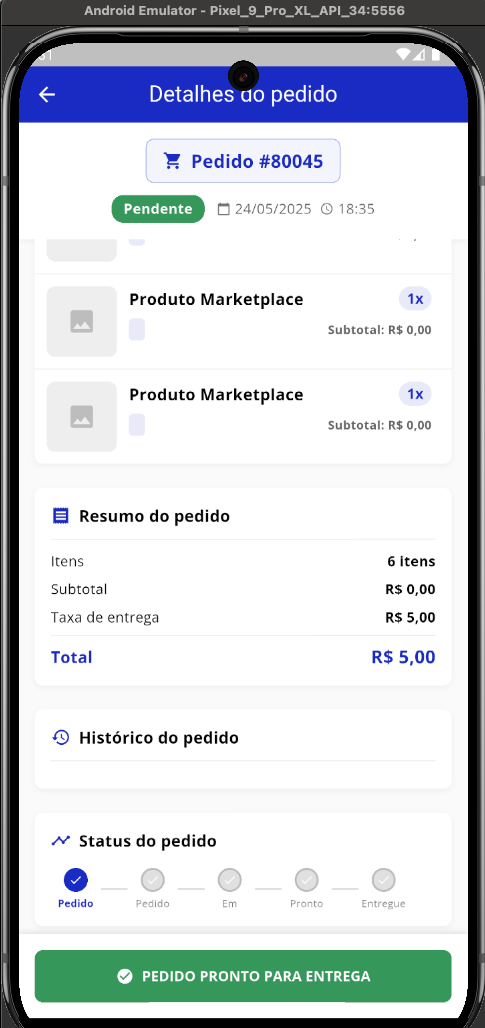 Android Emulator - Pixel_9_Pro_XL_API_34:5556
Detalhes do pedido
Pedido #80045
Pendente 24/05/2025 18:35
Produto Marketplace 1x
Subtotal: R$ 0,00
Produto Marketplace 1x
Subtotal: R$ 0,00
Resumo do pedido
Itens 6 itens
Subtotal R$ 0,00
Taxa de entrega R$ 5,00
Total R$ 5,00
Histórico do pedido
Status do pedido
Pedido Pedido Em Pronto Entregue
PEDIDO PRONTO PARA ENTREGA